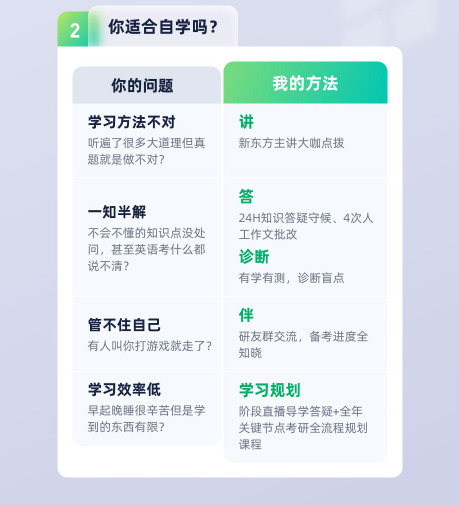 2
你适合自学吗？
你的问题
我的方法
学习方法不对
听遍了很多大道理但真
题就是做不对？
讲
新东方主讲大咖点拨
一知半解
不会不懂的知识点没处
问，甚至英语考什么都
说不清？
答
24H知识答疑守候、4次人
工作文批改
诊断
有学有测，诊断盲点
管不住自己
有人叫你打游戏就走了？
伴
研友群交流，备考进度全
知晓
学习效率低
早起晚睡很辛苦但是学
到的东西有限？
学习规划
阶段直播导学答疑+全年
关键节点考研全流程规划
课程